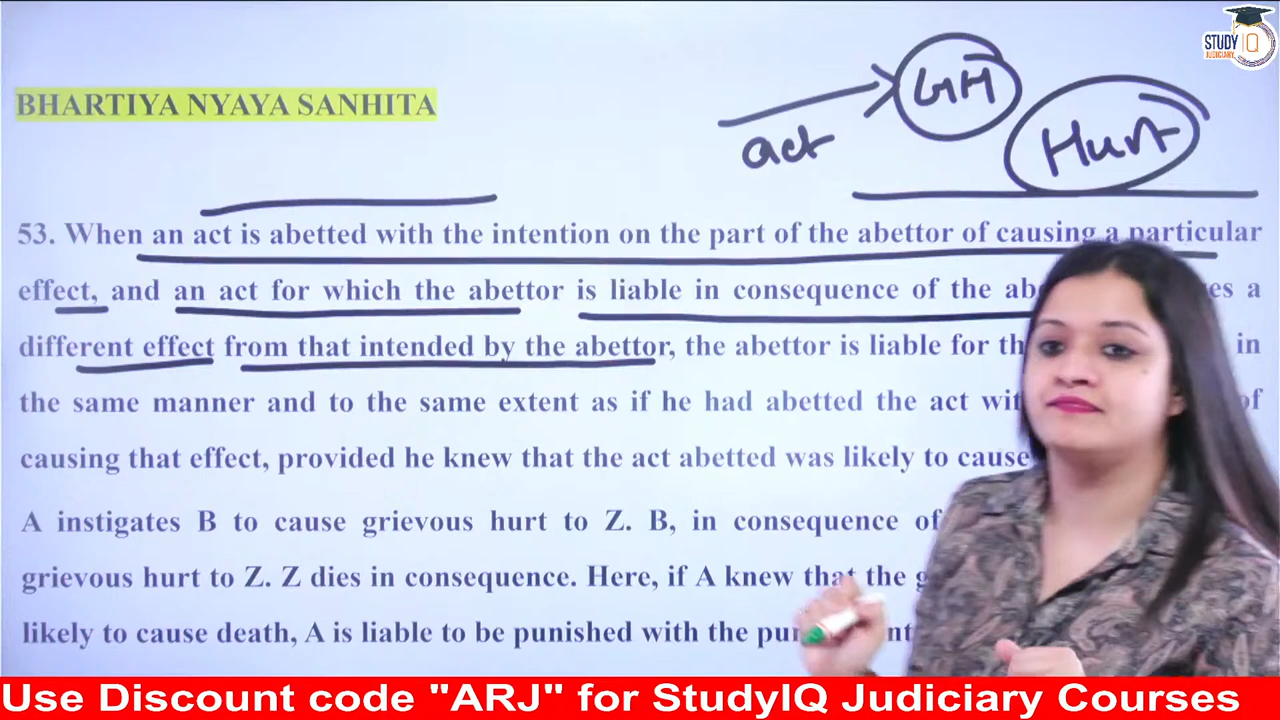 STUDY IQ
JUDICIARY
BHARTIYA NYAYA SANHITA
act
GH
Hurt
53. When an act is abetted with the intention on the part of the abettor of causing a particular
effect, and an act for which the abettor is liable in consequence of the a
different effect from that intended by the abettor, the abettor is liable for th in
the same manner and to the same extent as if he had abetted the act wit of
causing that effect, provided he knew that the act abetted was likely to cause
A instigates B to cause grievous hurt to Z. B, in consequence of
grievous hurt to Z. Z dies in consequence. Here, if A knew that the g
likely to cause death, A is liable to be punished with the pun
Use Discount code "ARJ" for StudyIQ Judiciary Courses